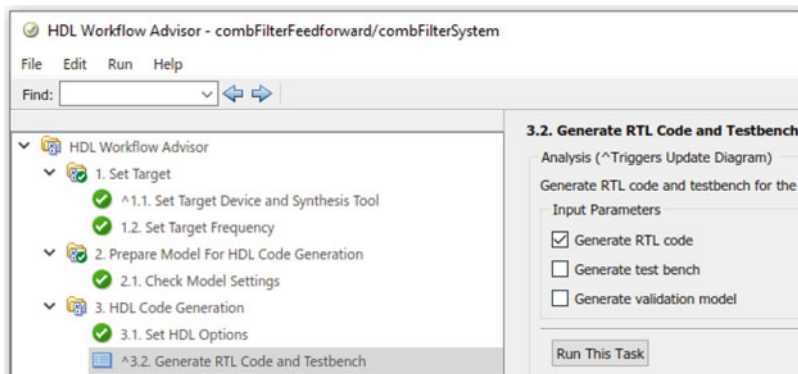 HDL Workflow Advisor - combFilterFeedforward/combFilterSystem
File Edit Run Help
Find:
HDL Workflow Advisor
1. Set Target
^1.1. Set Target Device and Synthesis Tool
1.2. Set Target Frequency
2. Prepare Model For HDL Code Generation
2.1. Check Model Settings
3. HDL Code Generation
3.1. Set HDL Options
^3.2. Generate RTL Code and Testbench
3.2. Generate RTL Code and Testbench
Analysis (^Triggers Update Diagram)
Generate RTL code and testbench for the
Input Parameters
Generate RTL code
Generate test bench
Generate validation model
Run This Task